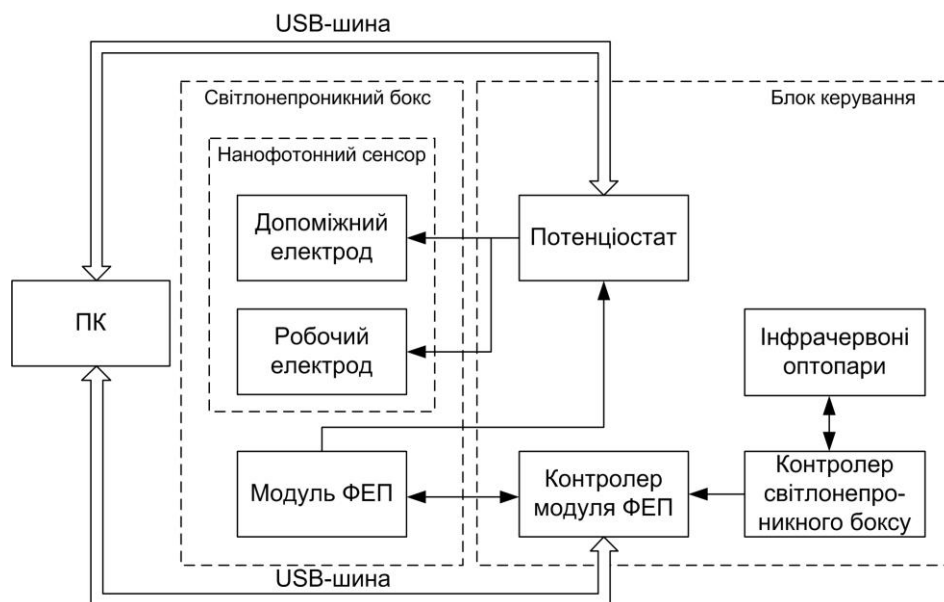 USB-шина
Світлонепроникний бокс
Блок керування
Нанофотонний сенсор
Допоміжний
електрод
Потенціостат
ПК
Робочий
електрод
Інфрачервоні
оптопари
Модуль ФЕП
Контролер
модуля ФЕП
Контролер
світлонепро-
никного боксу
USB-шина